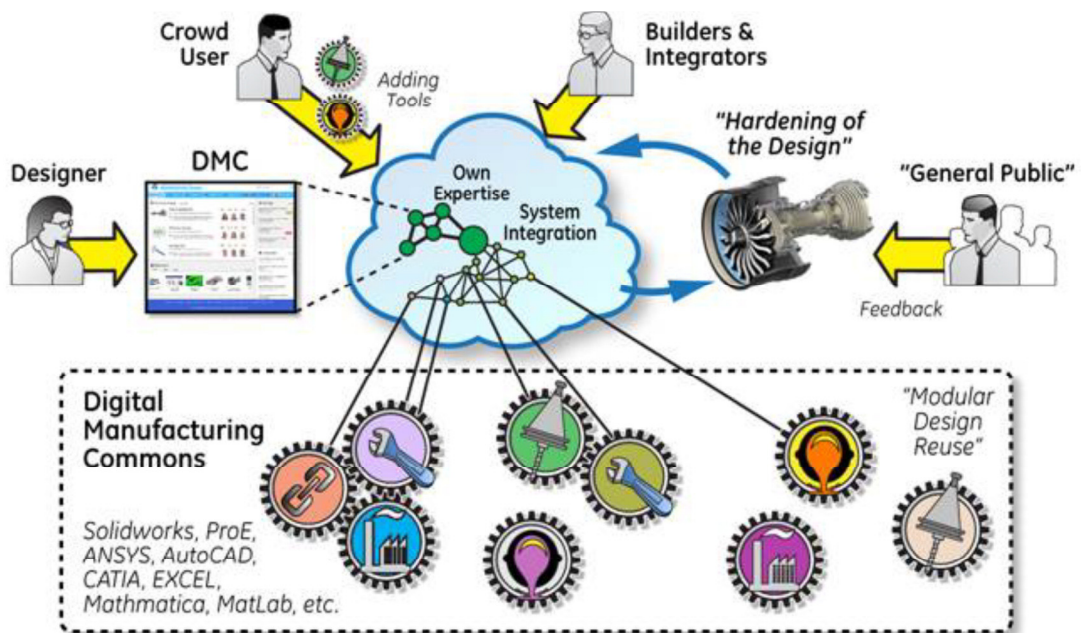 Crowd
User
Adding
Tools
Builders &
Integrators
"Hardening of
the Design"
"General Public"
Designer
DMC
Own
Expertise
System
Integration
Feedback
Digital
Manufacturing
Commons
"Modular
Design
Reuse"
Solidworks, ProE,
ANSYS, AutoCAD,
CATIA, EXCEL,
Mathmatica, MatLab, etc.